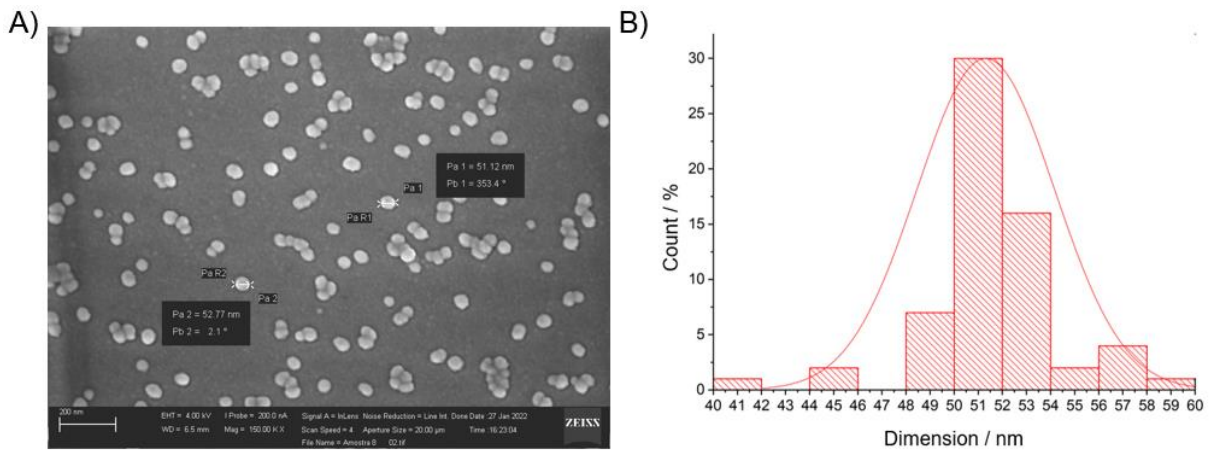 A)
Pa 1 = 51.12 nm
Pb 1 = 353.4 °
Pa 1
Pa R1
Pa R2
Pa 2
Pa 2 = 52.77 nm
Pb 2 = 2.1 °
200 nm
EHT = 4.00 kV
I Probe = 200.0 nA
Signal A = InLens
Noise Reduction = Line Int. Done
Date :27 Jan 2022
WD = 6.5 mm
Mag = 150.00 K X
Scan Speed = 4
Aperture Size = 20.00 µm
Time :16:23:04
File Name = Amostra 8 02.tif
ZEISS
B)
Count / %
30
25
20
15
10
5
0
40 41 42 43 44 45 46 47 48 49 50 51 52 53 54 55 56 57 58 59 60
Dimension / nm